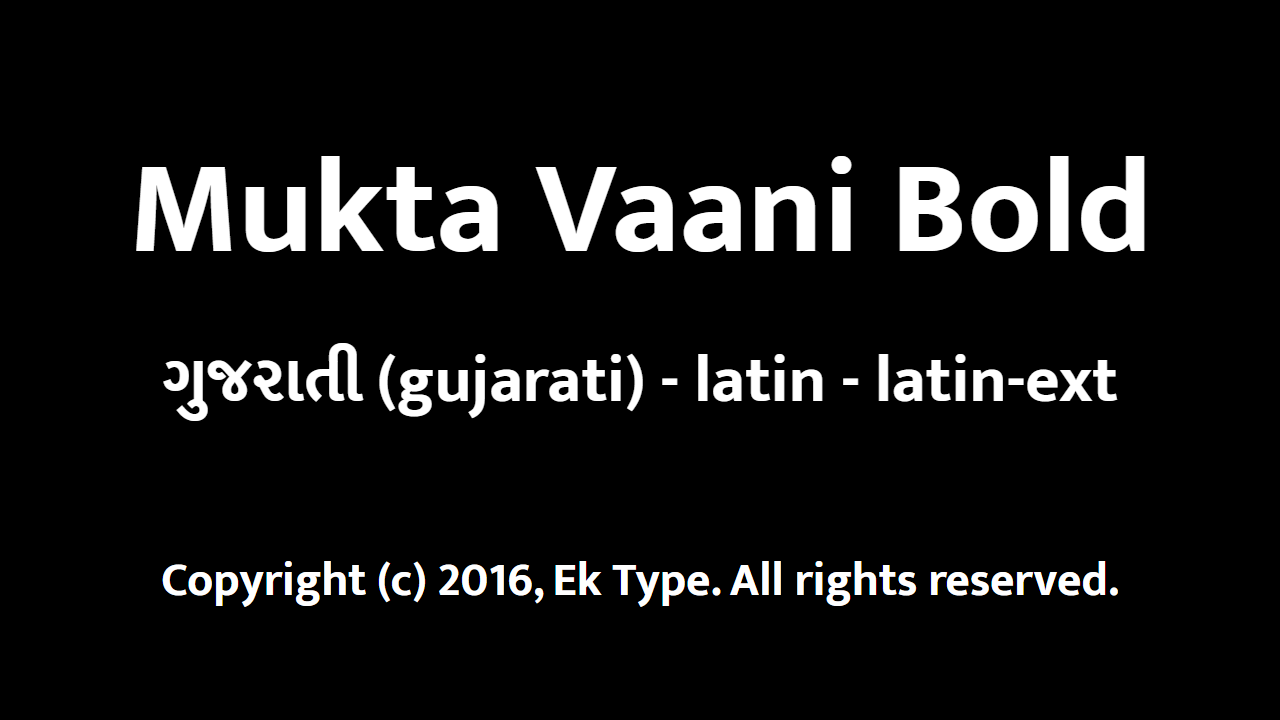 Mukta Vaani Bold
ગુજરાતી (gujarati) - latin - latin-ext
Copyright (c) 2016, Ek Type. All rights reserved.